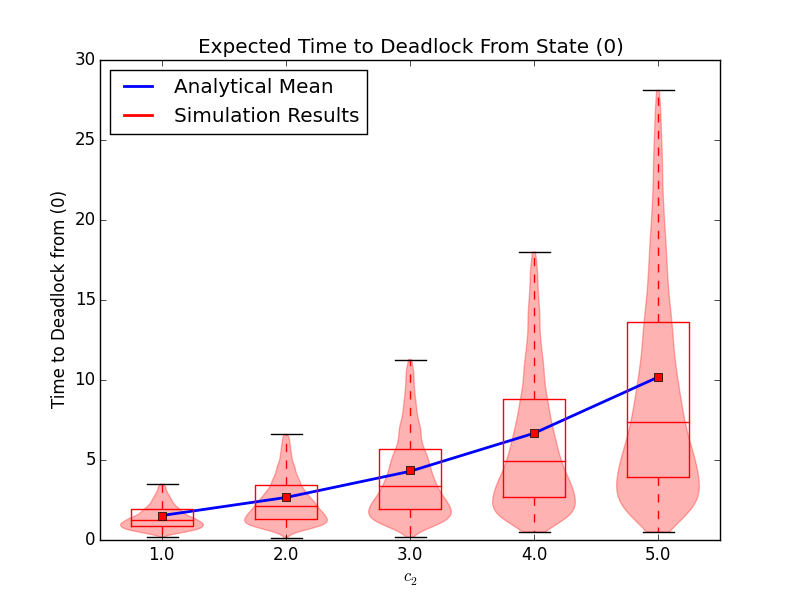 Expected Time to Deadlock From State (0)
Analytical Mean
Simulation Results
Time to Deadlock from (0)
30
25
20
15
10
5
0
1.0 2.0 3.0 4.0 5.0
c₂